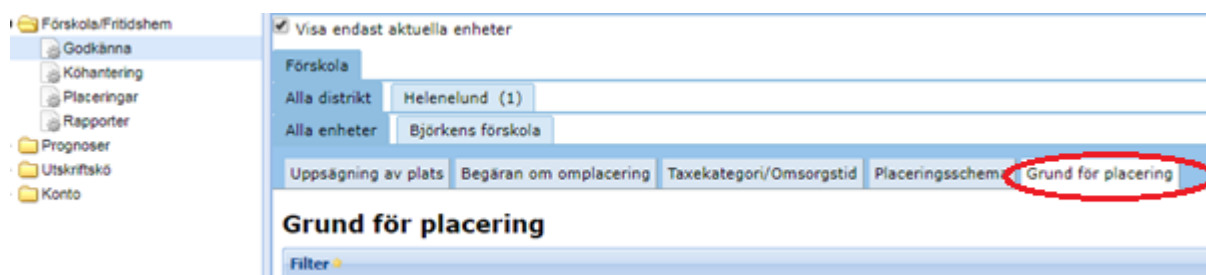 Förskola/Fritidshem
Godkänna
Köhantering
Placeringar
Rapporter
Prognoser
Utskriftskö
Konto
Visa endast aktuella enheter
Förskola
Alla distrikt Helenelund (1)
Alla enheter Björkens förskola
Uppsägning av plats Begäran om omplacering Taxekategori/Omsorgstid Placeringsschema Grund för placering
Grund för placering
Filter